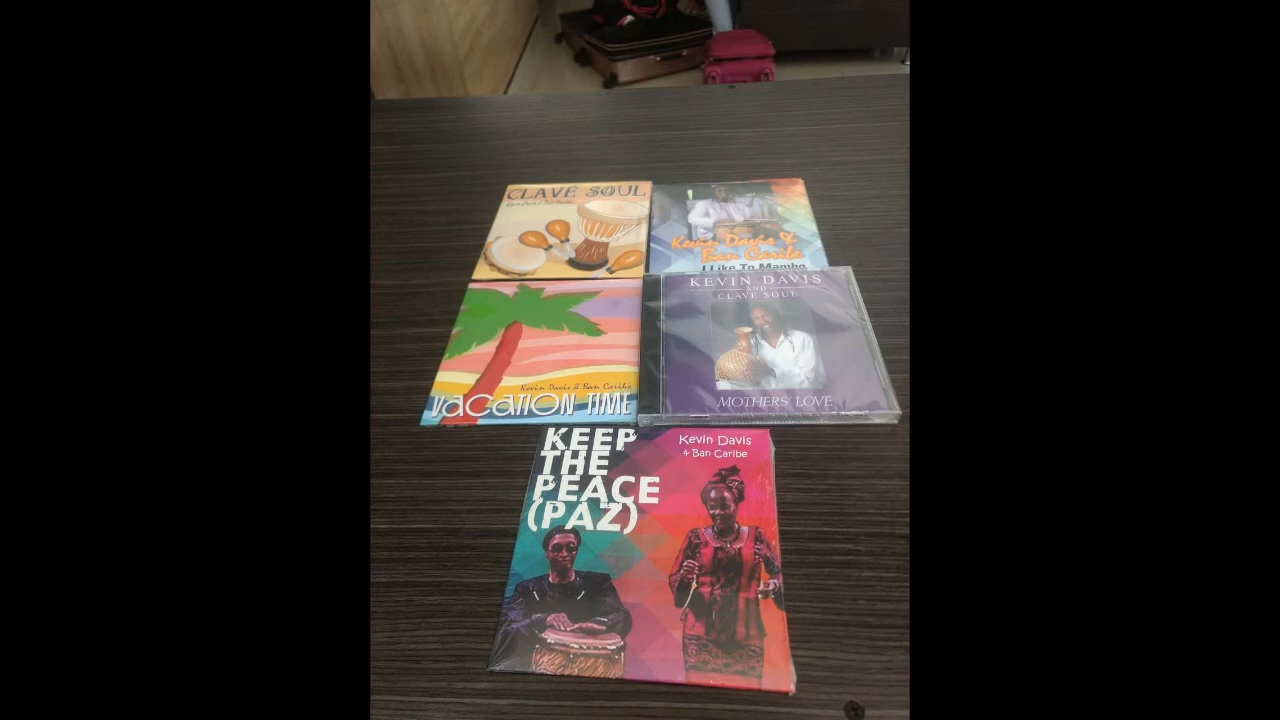 CLAVE SOUL
Kevin Davis &
Ban Caribe
I Like To Mambo
KEVIN DAVIS
AND
CLAVE SOUL
MOTHERS' LOVE
Kevin Davis & Ban Caribe
VACATION TIME
KEEP
THE
PEACE
(PAZ)
Kevin Davis
& Ban Caribe